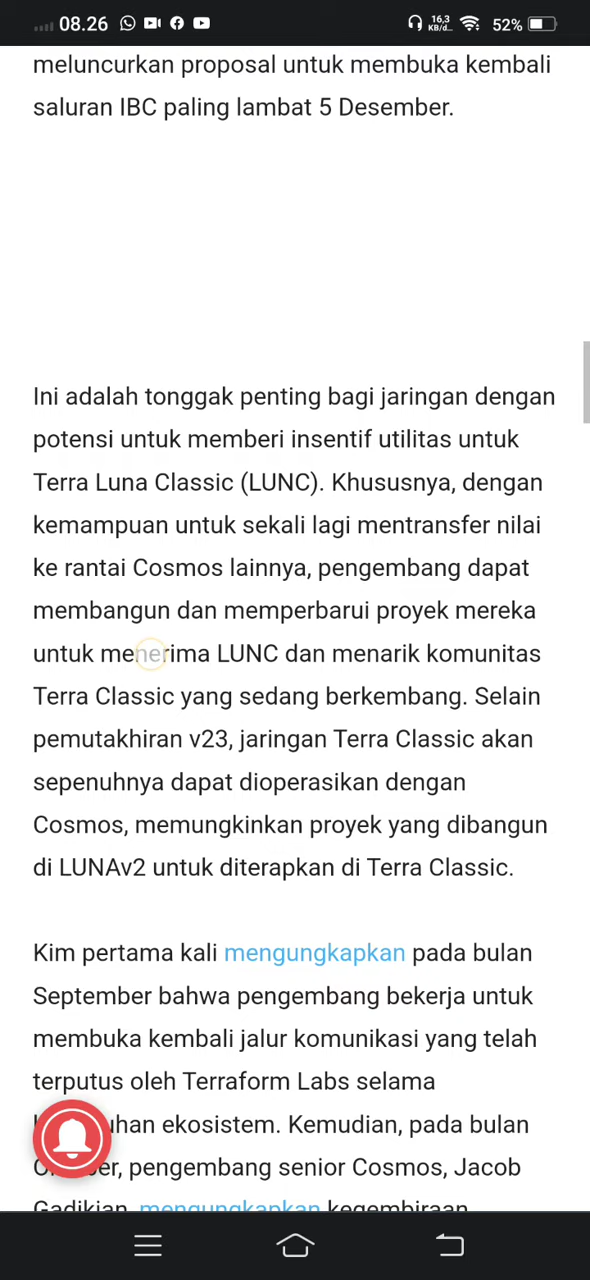 08.26
16,3
KB/d...
52%
meluncurkan proposal untuk membuka kembali
saluran IBC paling lambat 5 Desember.
Ini adalah tonggak penting bagi jaringan dengan
potensi untuk memberi insentif utilitas untuk
Terra Luna Classic (LUNC). Khususnya, dengan
kemampuan untuk sekali lagi mentransfer nilai
ke rantai Cosmos lainnya, pengembang dapat
membangun dan memperbarui proyek mereka
untuk menerima LUNC dan menarik komunitas
Terra Classic yang sedang berkembang. Selain
pemutakhiran v23, jaringan Terra Classic akan
sepenuhnya dapat dioperasikan dengan
Cosmos, memungkinkan proyek yang dibangun
di LUNAv2 untuk diterapkan di Terra Classic.
Kim pertama kali mengungkapkan pada bulan
September bahwa pengembang bekerja untuk
membuka kembali jalur komunikasi yang telah
terputus oleh Terraform Labs selama
ekosistem. Kemudian, pada bulan
pengembang senior Cosmos, Jacob
Gadikian, mengungkapkan kegembiraan